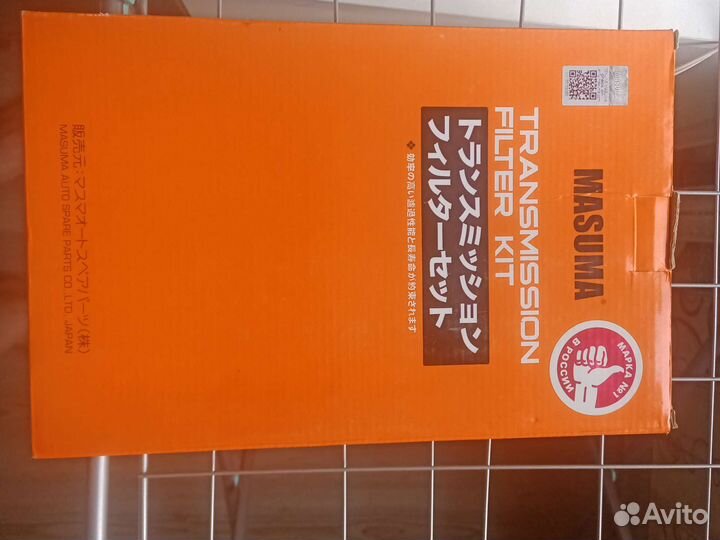 MASUMA
TRANSMISSION
FILTER KIT
トランスミッション
フィルターセット
❖ 効率の高い濾過性能と長寿命が約束されます
販売元:マスマオートスペアパーツ(株)
MASUMA AUTO SPARE PARTS CO.,LTD. JAPAN
МАРКА №1
В РОССИИ
Avito